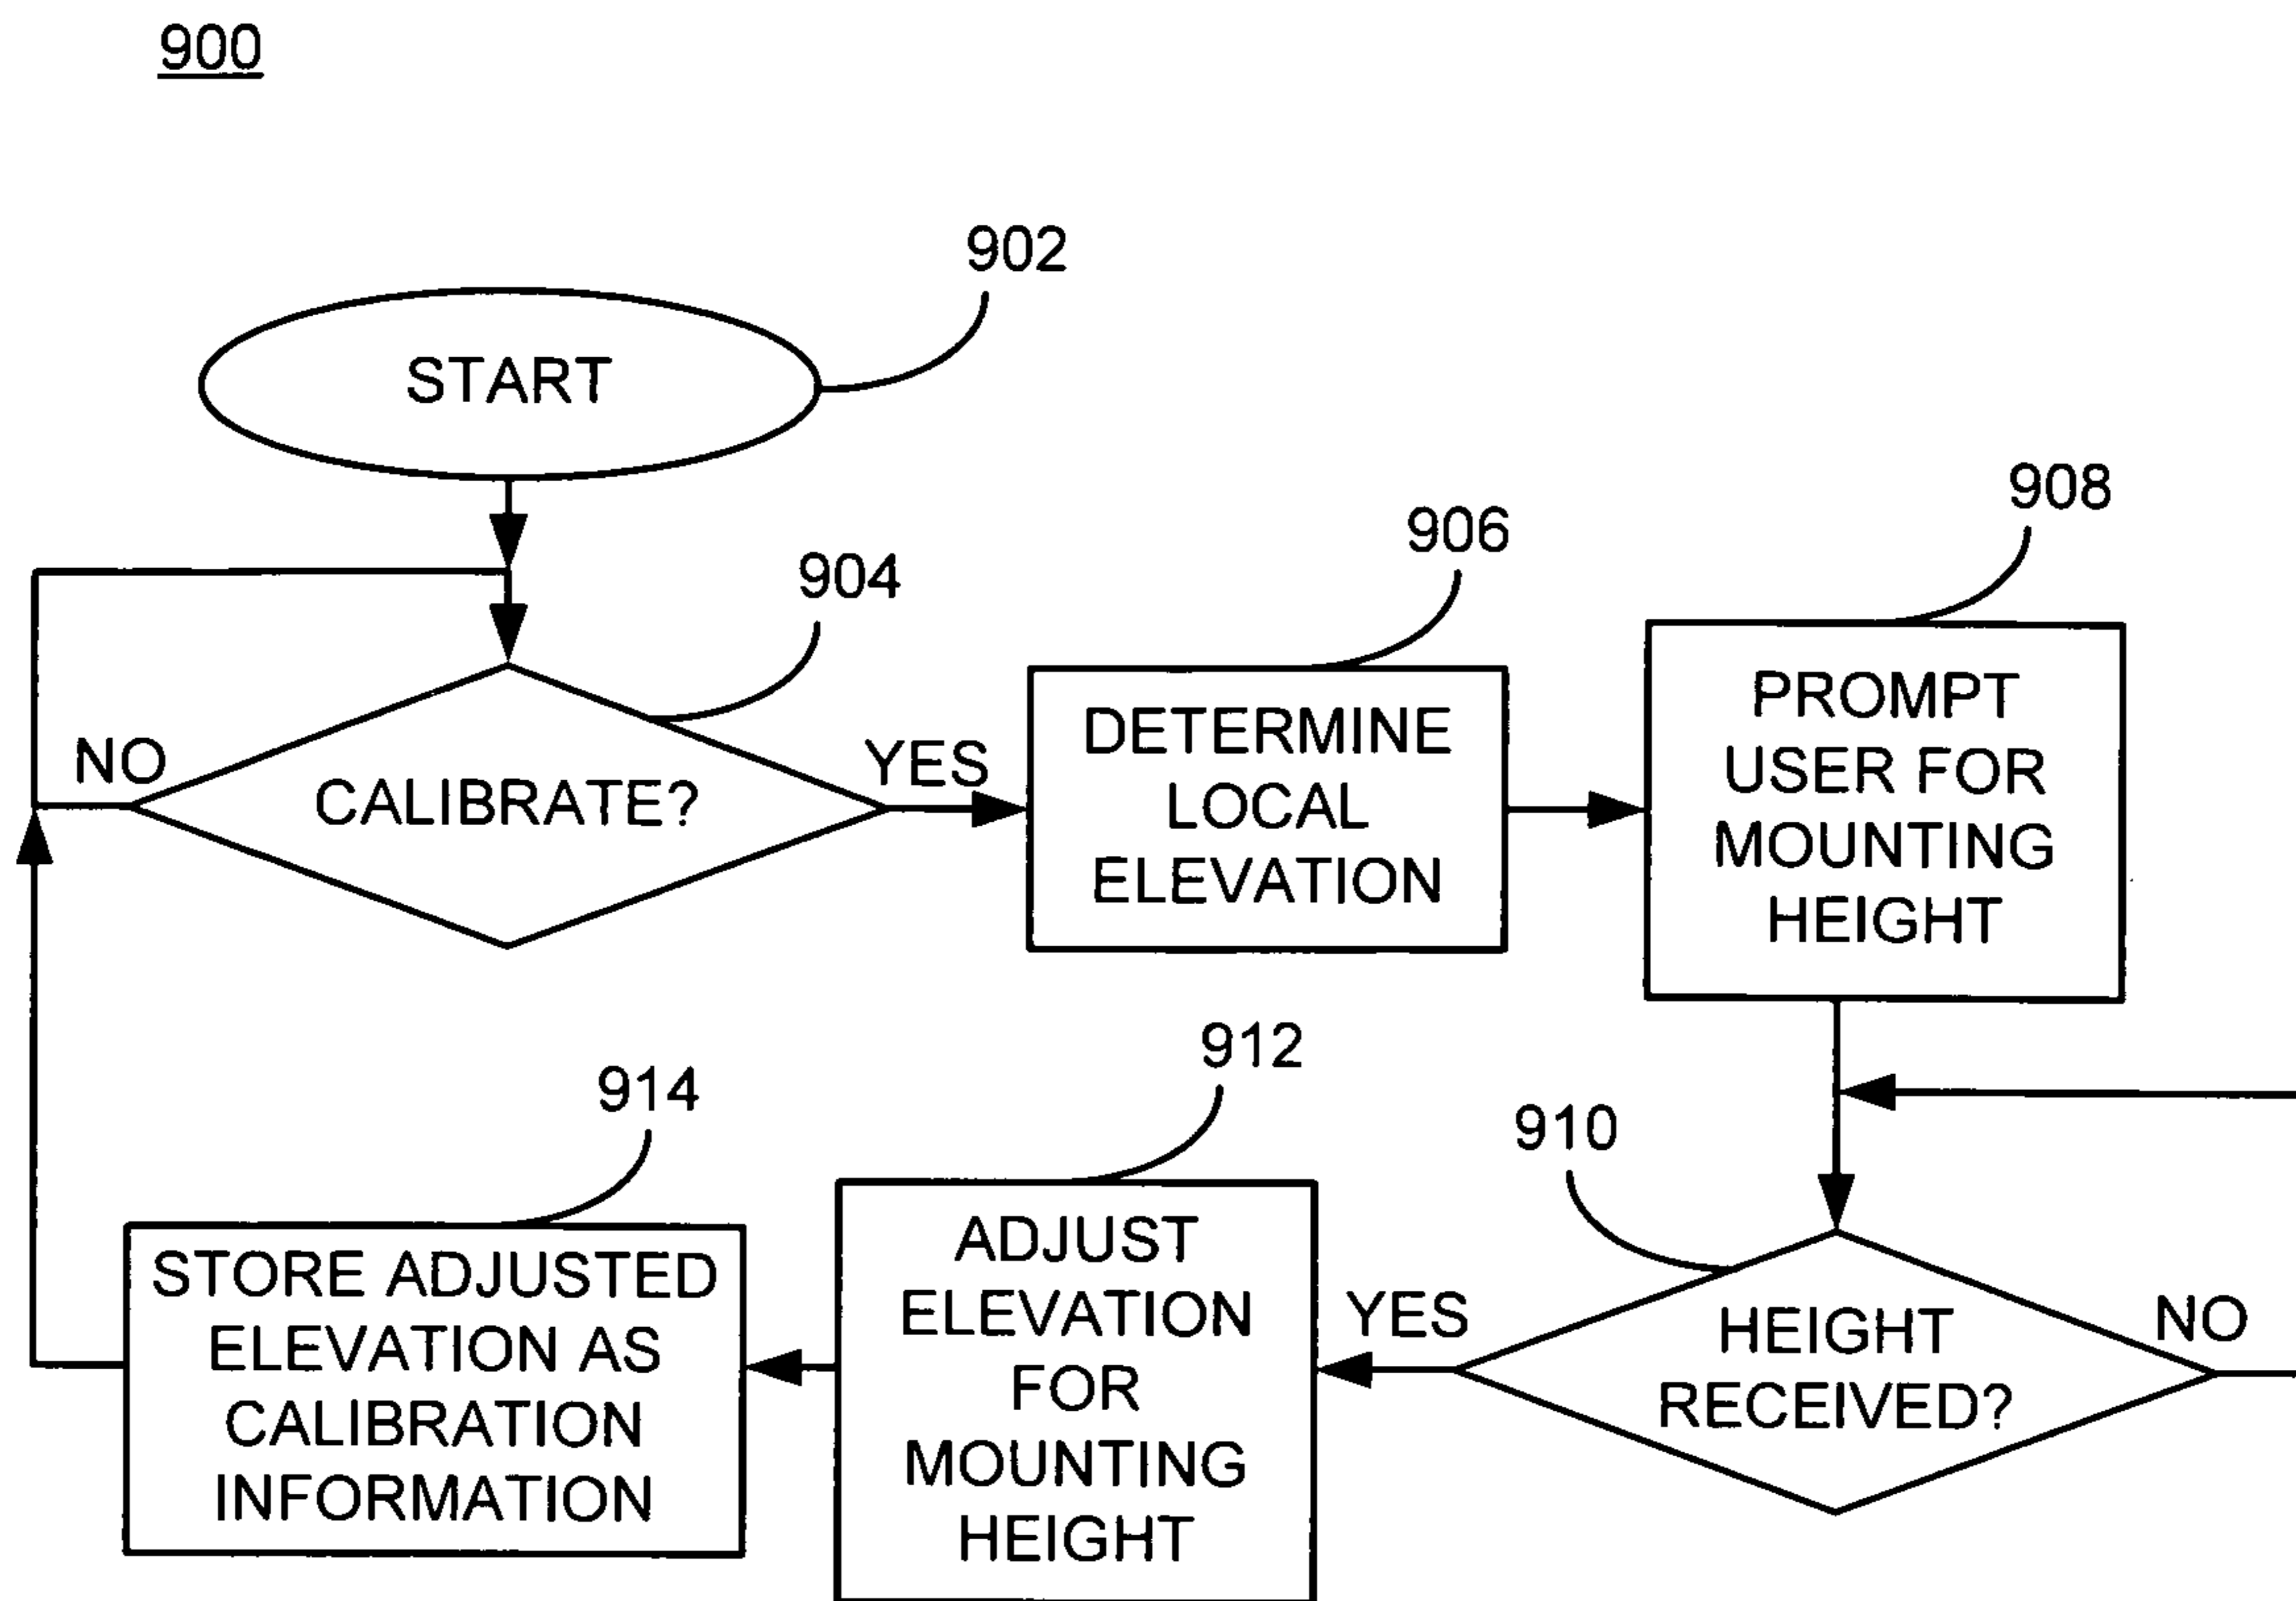 900
902
START
904
NO
CALIBRATE?
YES
906
DETERMINE
LOCAL
ELEVATION
908
PROMPT
USER FOR
MOUNTING
HEIGHT
910
HEIGHT
RECEIVED?
NO
YES
912
ADJUST
ELEVATION
FOR
MOUNTING
HEIGHT
914
STORE ADJUSTED
ELEVATION AS
CALIBRATION
INFORMATION